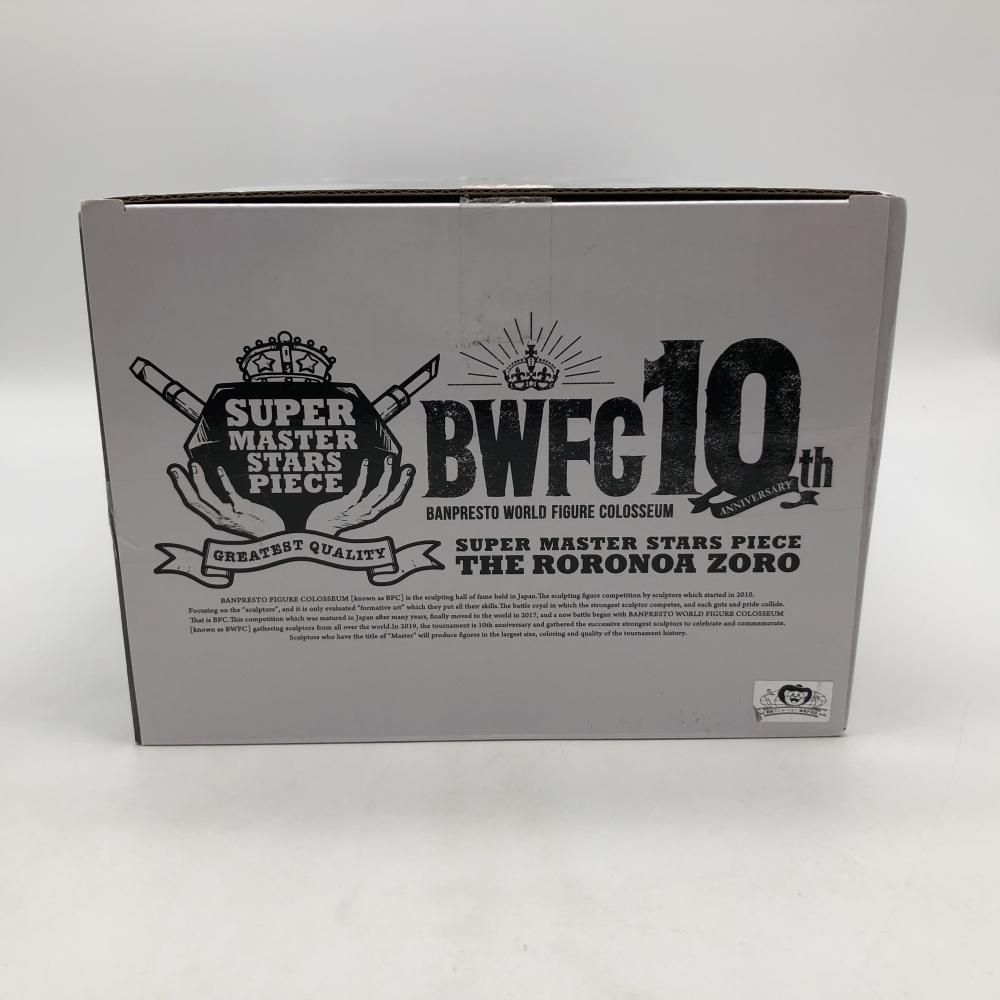 SUPER
MASTER
STARS
PIECE
GREATEST QUALITY
BWFC10th
ANNIVERSARY
BANPRESTO WORLD FIGURE COLOSSEUM
SUPER MASTER STARS PIECE
THE RORONOA ZORO
BANPRESTO FIGURE COLOSSEUM [known as BFC] is the sculpting hall of fame held in Japan.The sculpting figure competition by sculptors which started in 2010.
Focusing on the "sculptors", and it is only evaluated "formative art" which they put all their skills.The battle royal in which the strongest sculptor competes, and each guts and pride collide.
That is BFC.This competition which was matured in Japan after many years, finally moved to the world in 2017, and a new battle began with BANPRESTO WORLD FIGURE COLOSSEUM
[known as BWFC] gathering sculptors from all over the world.In 2019, the tournament is 10th anniversary and gathered the successive strongest sculptors to celebrate and commemorate.
Sculptors who have the title of "Master" will produce figures in the largest size, coloring and quality of the tournament history.